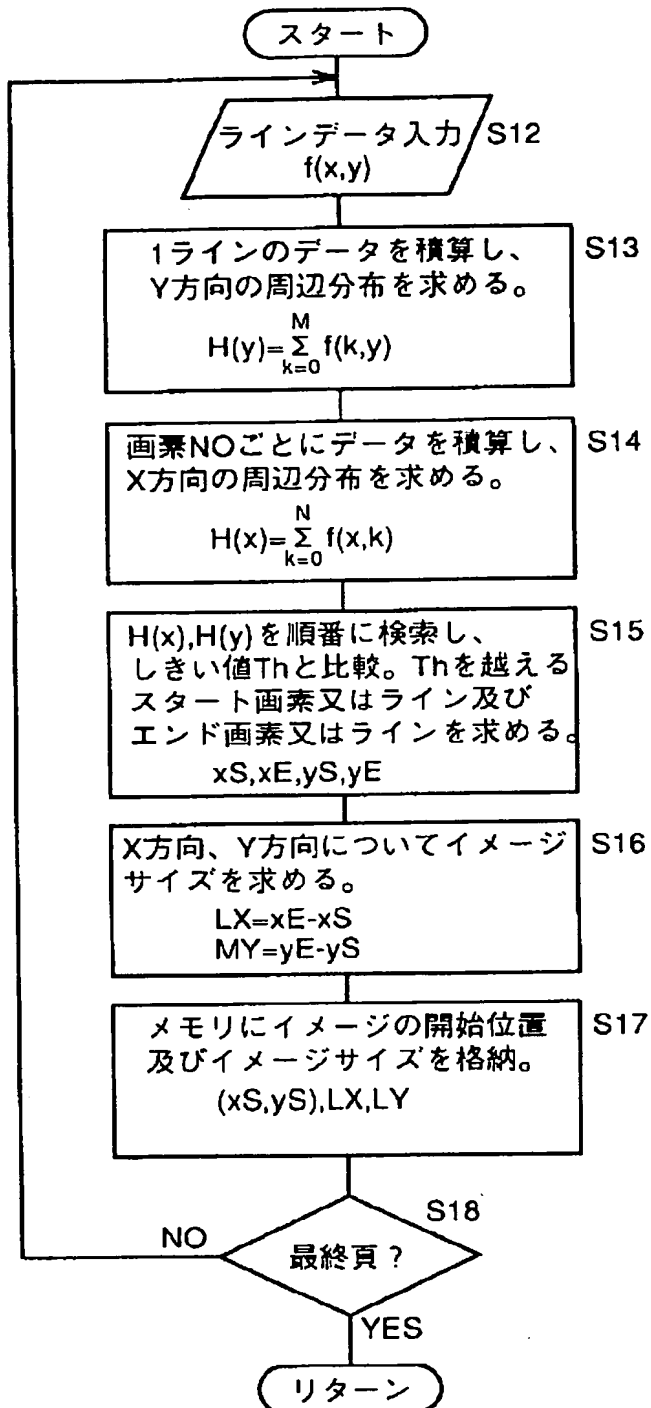 スタート
ラインデータ入力 S12
f(x,y)
1ラインのデータを積算し、 S13
Y方向の周辺分布を求める。
M
H(y)=Σ f(k,y)
k=0
画素NOごとにデータを積算し、 S14
X方向の周辺分布を求める。
N
H(x)=Σ f(x,k)
k=0
H(x),H(y)を順番に検索し、 S15
しきい値Thと比較。Thを越える
スタート画素又はライン及び
エンド画素又はラインを求める。
xS,xE,yS,yE
X方向、Y方向についてイメージ S16
サイズを求める。
LX=xE-xS
MY=yE-yS
メモリにイメージの開始位置 S17
及びイメージサイズを格納。
(xS,yS),LX,LY
S18
NO
最終頁?
YES
リターン